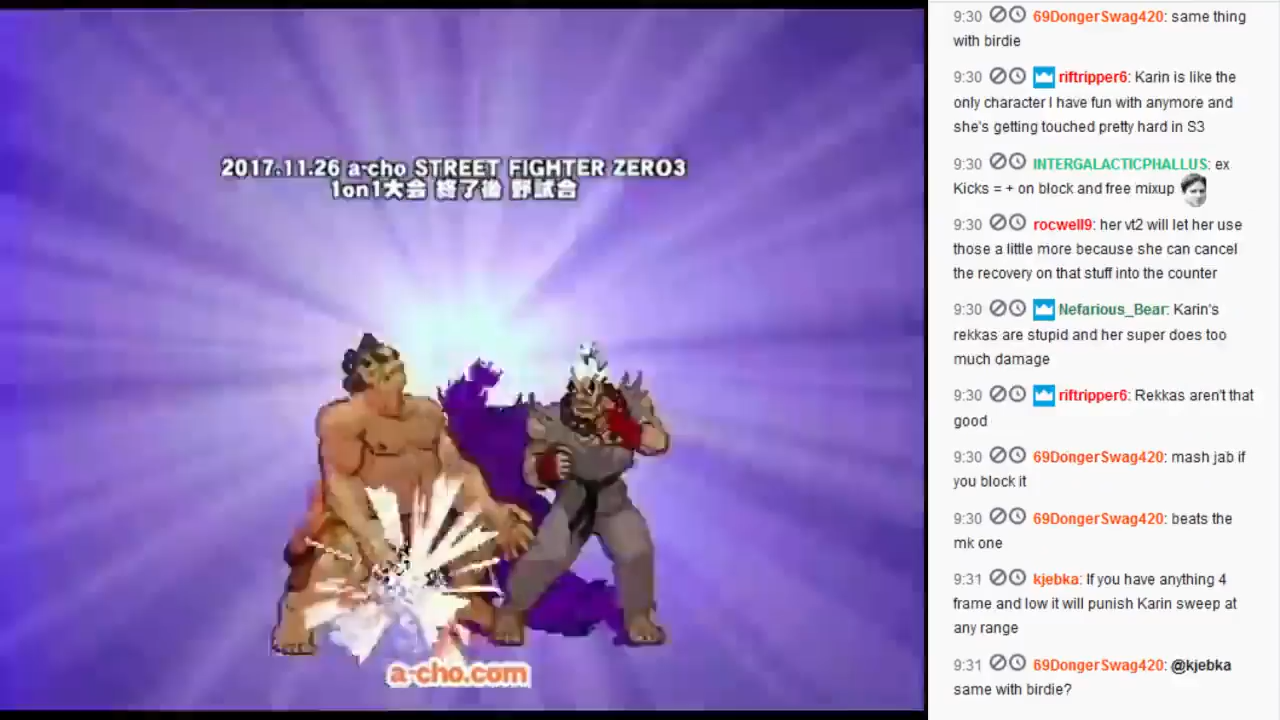 2017.11.26 a-cho STREET FIGHTER ZERO3
1on1大会 終了後 野試合
a-cho.com
9:30 69DongerSwag420: same thing
with birdie
9:30 riftripper6: Karin is like the
only character I have fun with anymore and
she's getting touched pretty hard in S3
9:30 INTERGALACTICPHALLUS: ex
Kicks = + on block and free mixup
9:30 rocwell9: her vt2 will let her use
those a little more because she can cancel
the recovery on that stuff into the counter
9:30 Nefarious_Bear: Karin's
rekkas are stupid and her super does too
much damage
9:30 riftripper6: Rekkas aren't that
good
9:30 69DongerSwag420: mash jab if
you block it
9:30 69DongerSwag420: beats the
mk one
9:31 kjebka: If you have anything 4
frame and low it will punish Karin sweep at
any range
9:31 69DongerSwag420: @kjebka
same with birdie?